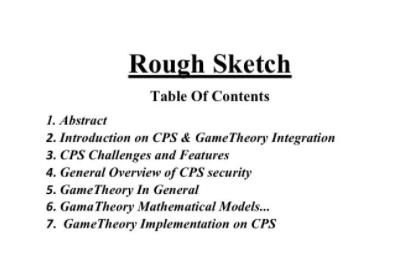 Rough Sketch
Table Of Contents
1. Abstract
2. Introduction on CPS & GameTheory Integration
3. CPS Challenges and Features
4. General Overview of CPS security
5. GameTheory In General
6. GamaTheory Mathematical Models...
7. GameTheory Implementation on CPS